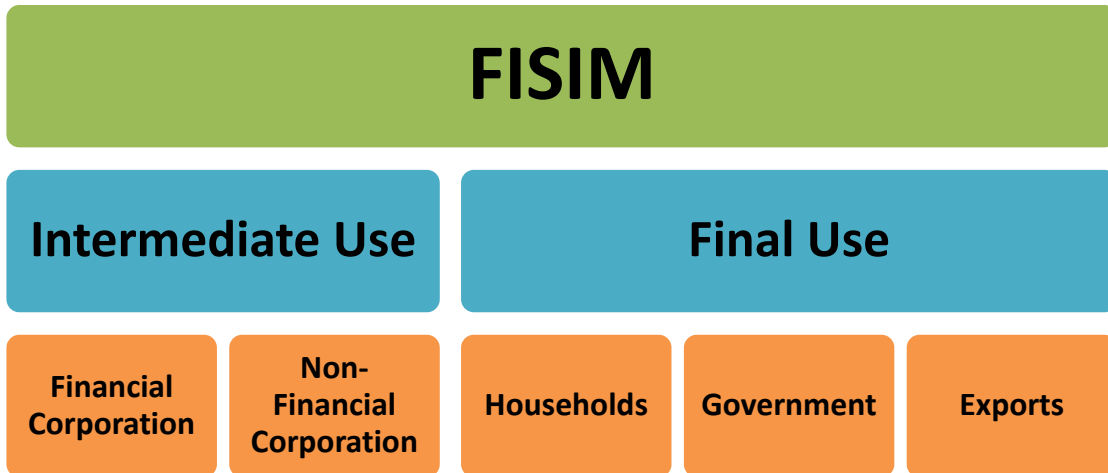 FISIM
Intermediate Use
Final Use
Financial
Corporation
Non-
Financial
Corporation
Households
Government
Exports